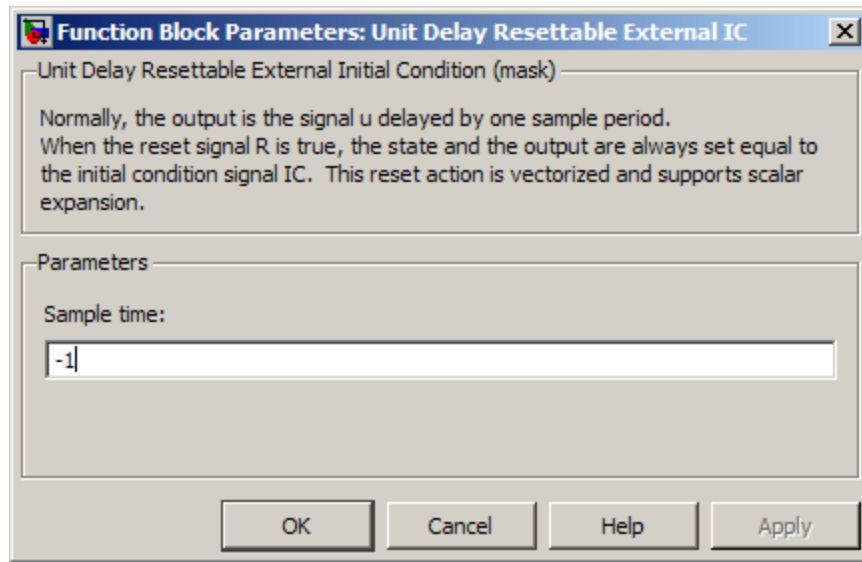 Function Block Parameters: Unit Delay Resettable External IC
Unit Delay Resettable External Initial Condition (mask)
Normally, the output is the signal u delayed by one sample period.
When the reset signal R is true, the state and the output are always set equal to
the initial condition signal IC.  This reset action is vectorized and supports scalar
expansion.
Parameters
Sample time:
-1
OK Cancel Help Apply